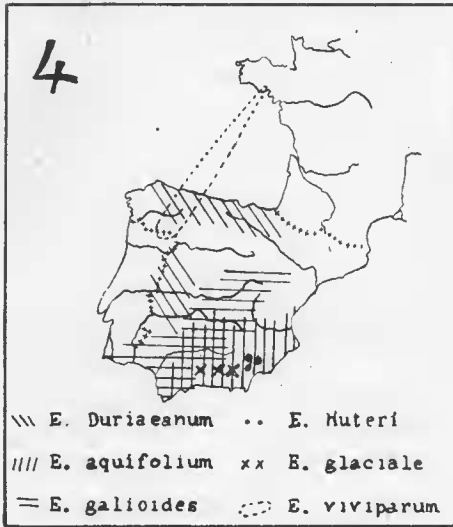 4
E. Duriaeanum
E. Huteri
E. aquifolium
E. glaciale
E. galioides
E. viviparum